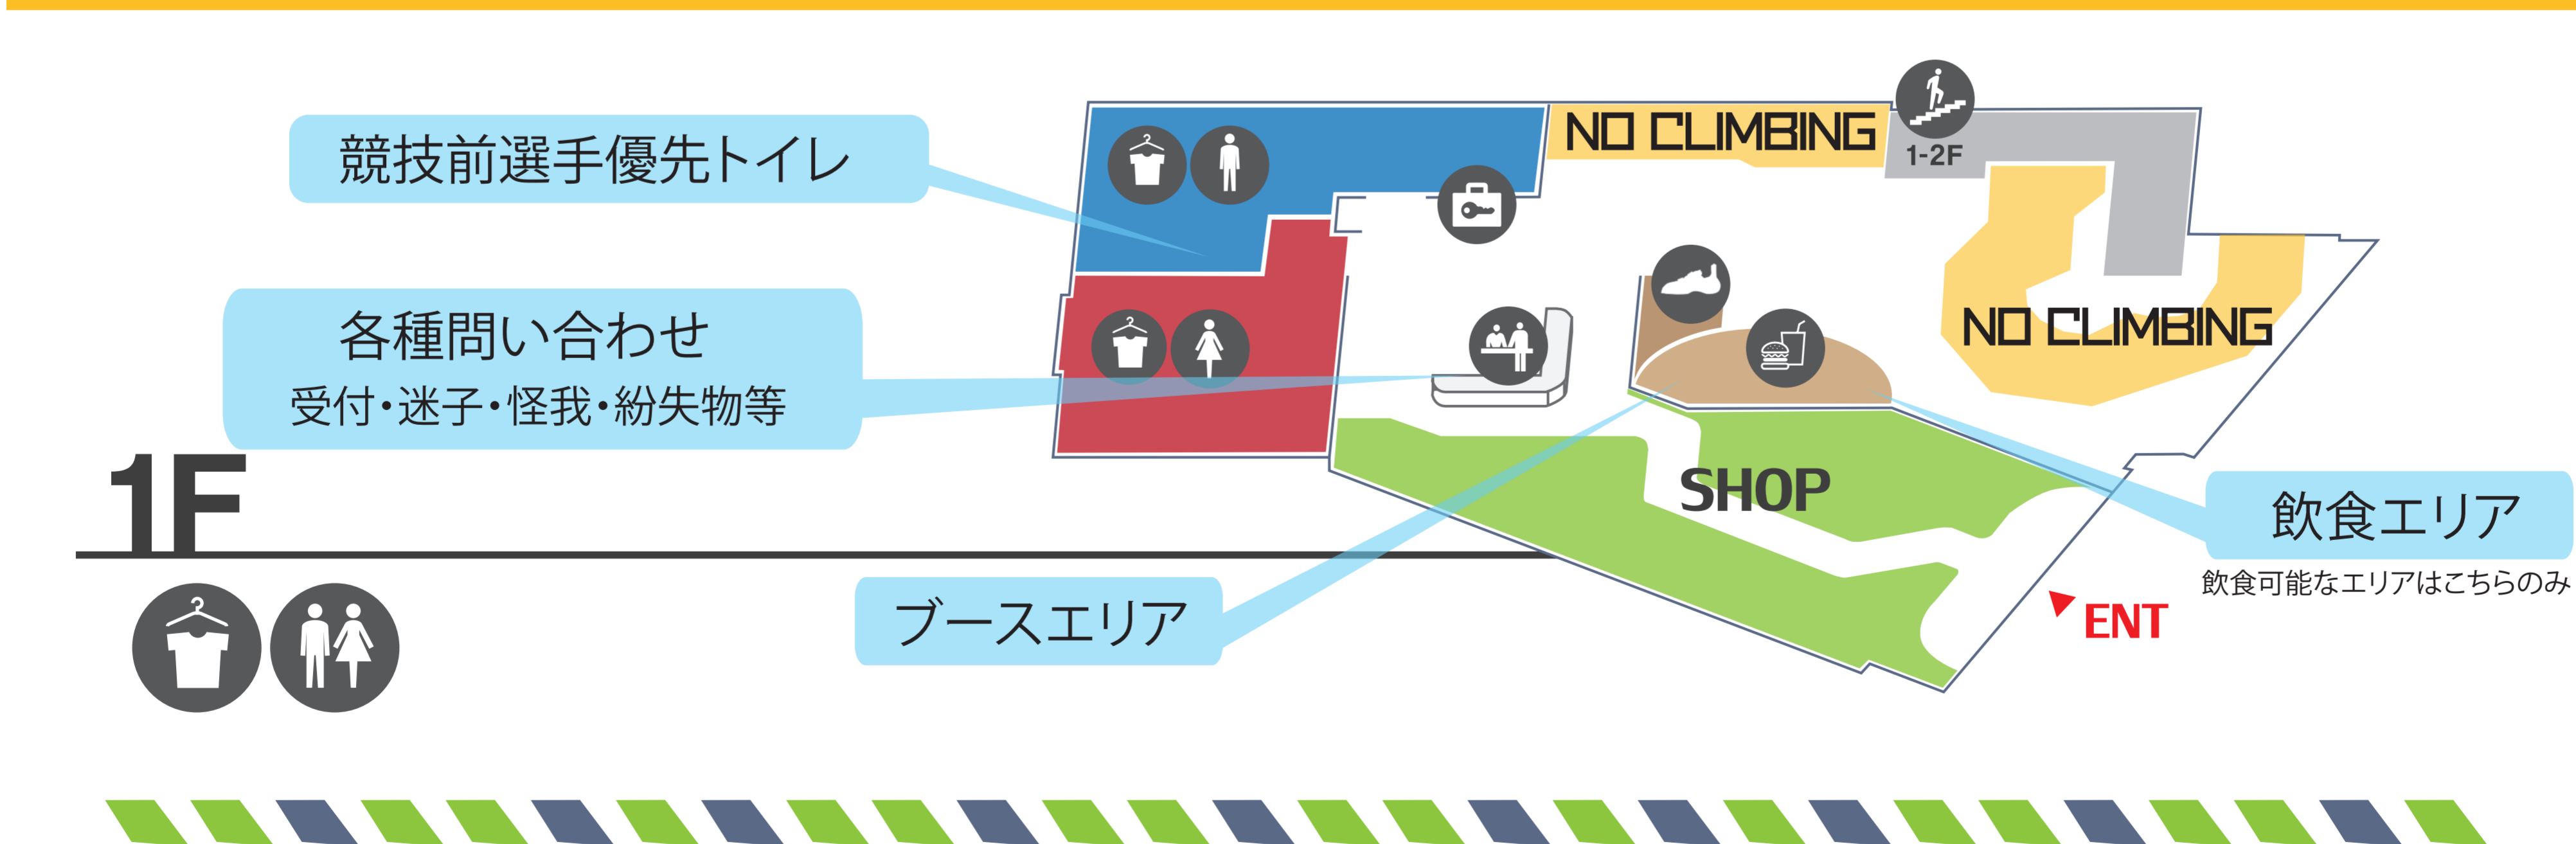 競技前選手優先トイレ
NO CLIMBING
1-2F
各種問い合わせ
受付・迷子・怪我・紛失物等
NO CLIMBING
1F
SHOP
飲食エリア
飲食可能なエリアはこちらのみ
ブースエリア
ENT